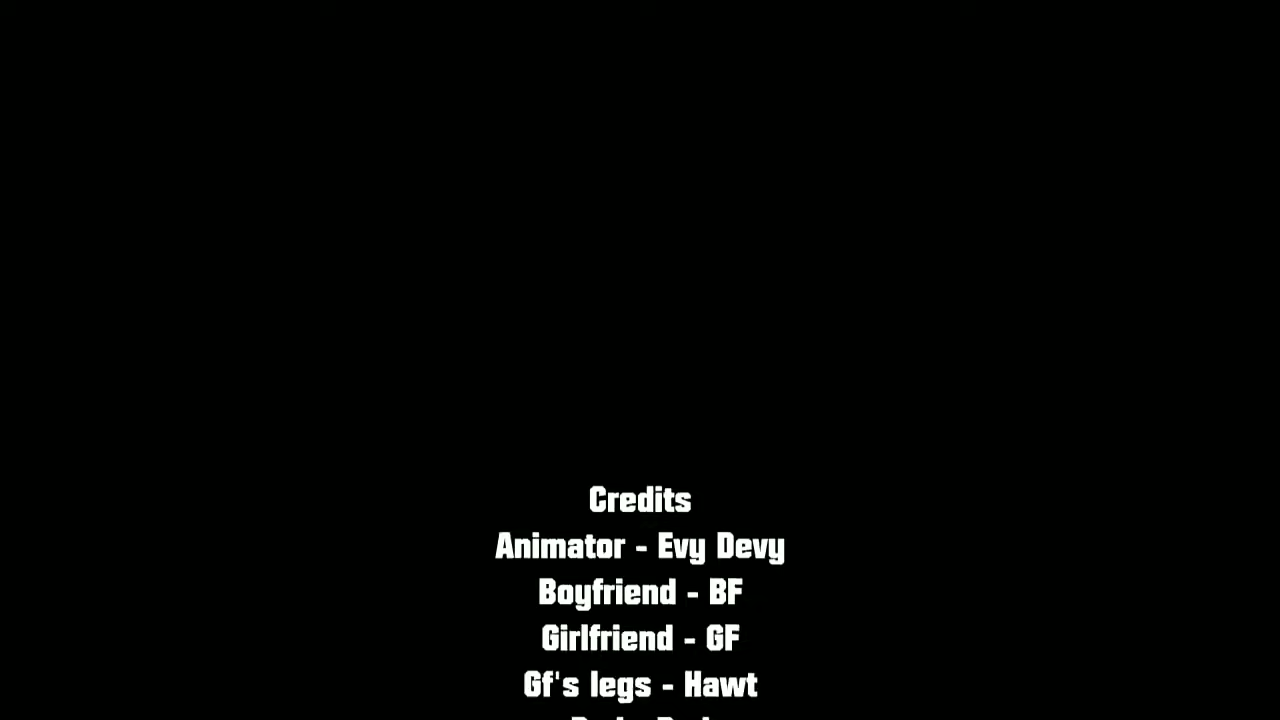 Credits
Animator - Evy Devy
Boyfriend - BF
Girlfriend - GF
Gf's legs - Hawt